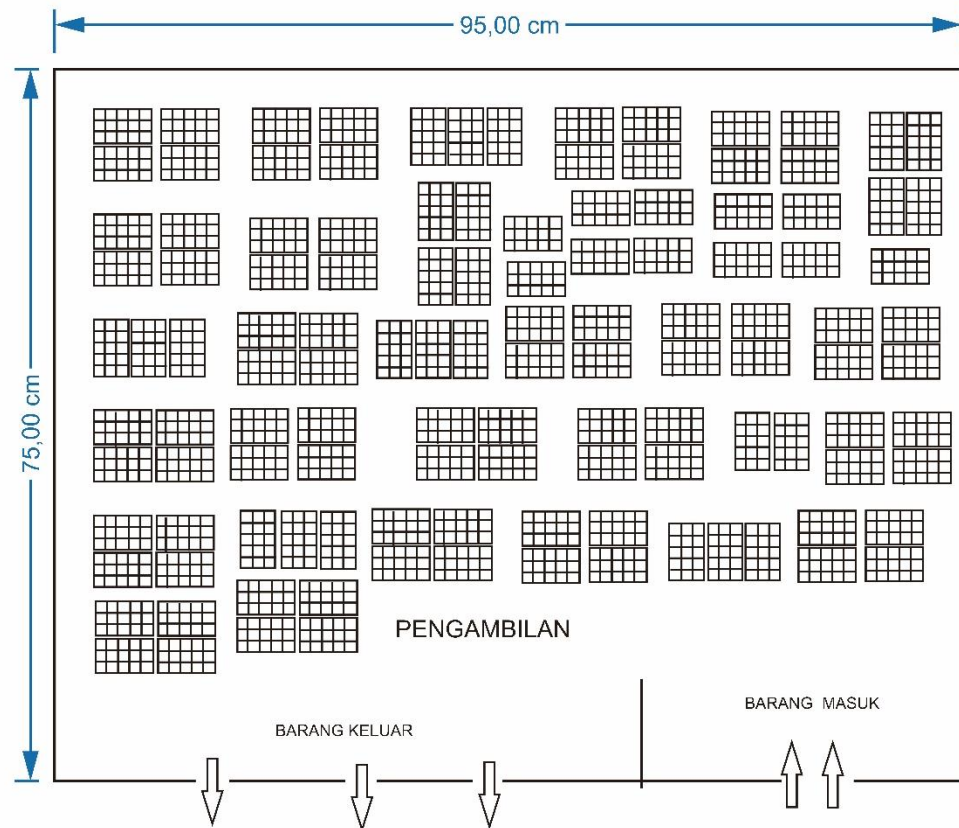 95,00 cm
75,00 cm
PENGAMBILAN
BARANG MASUK
BARANG KELUAR